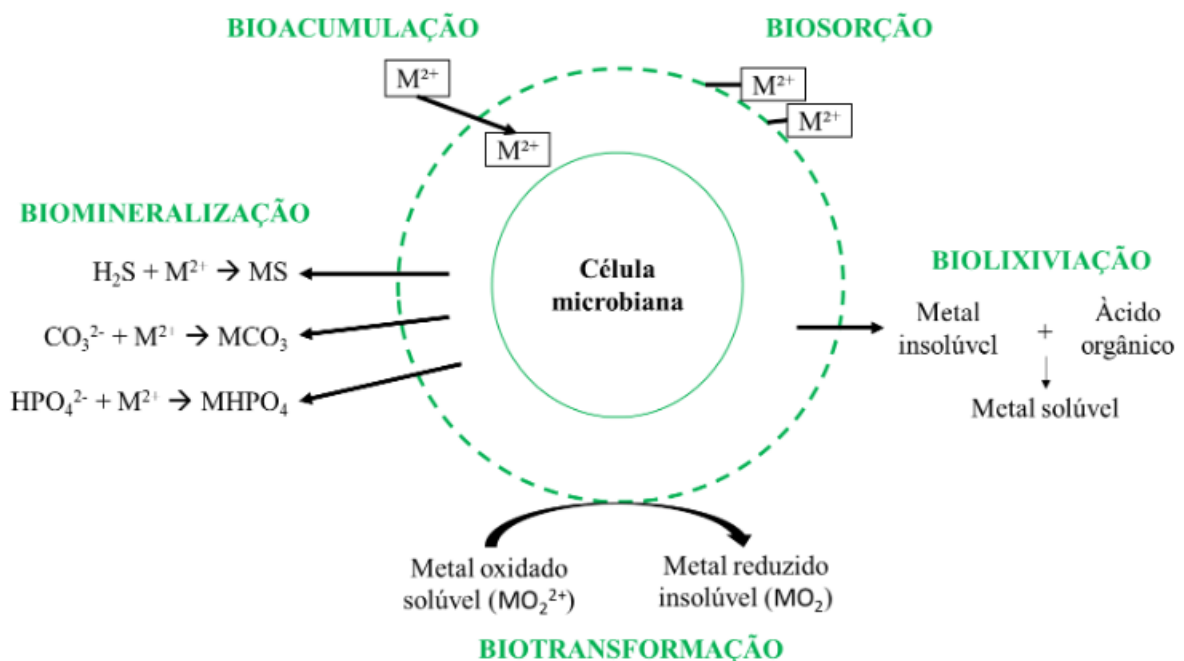 BIOACUMULAÇÃO
BIOSORÇÃO
M²⁺
M²⁺
M²⁺
M²⁺
BIOMINERALIZAÇÃO
H₂S + M²⁺ → MS
CO₃²⁻ + M²⁺ → MCO₃
HPO₄²⁻ + M²⁺ → MHPO₄
Célula
microbiana
BIOLIXIVIAÇÃO
Metal
insolúvel
+
Àcido
orgânico
Metal solúvel
Metal oxidado
solúvel (MO₂²⁺)
Metal reduzido
insolúvel (MO₂)
BIOTRANSFORMAÇÃO